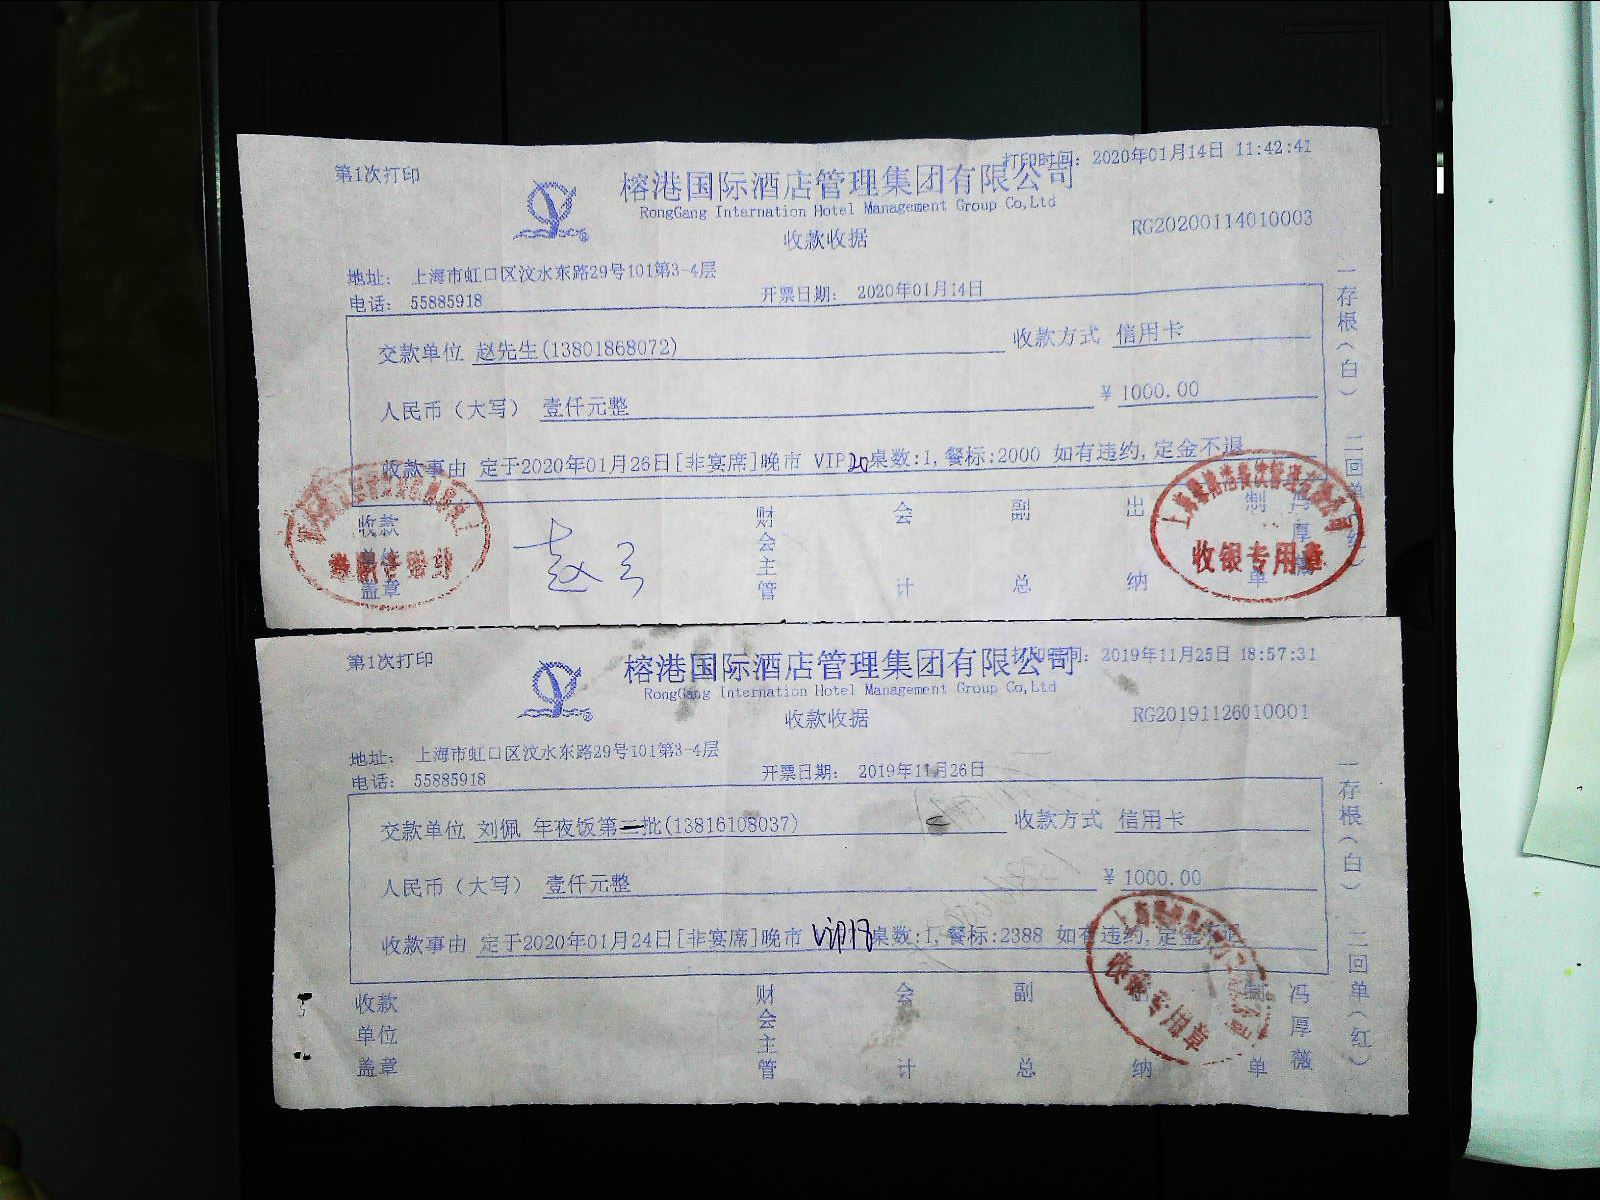 第1次打印
打印时间: 2020年01月14日 11:42:41
榕港国际酒店管理集团有限公司
RongGang Internation Hotel Management Group Co,Ltd
收款收据
RG20200114010003
地址: 上海市虹口区汶水东路29号101第3-4层
电话: 55885918
开票日期: 2020年01月14日
交款单位 赵先生(13801868072)
收款方式 信用卡
人民币（大写） 壹仟元整
¥ 1000.00
收款事由 定于2020年01月26日[非宴席]晚市 VIP20桌数:1,餐标:2000 如有违约,定金不退
收款单位盖章
财会主管
会计
副总
出纳
制单
冯厚薇
收银专用章
一存根(白) 二回单(红)
第1次打印
打印时间: 2019年11月25日 18:57:31
榕港国际酒店管理集团有限公司
RongGang Internation Hotel Management Group Co,Ltd
收款收据
RG20191126010001
地址: 上海市虹口区汶水东路29号101第3-4层
电话: 55885918
开票日期: 2019年11月26日
交款单位 刘佩 年夜饭第二批(13816108037)
收款方式 信用卡
人民币（大写） 壹仟元整
¥ 1000.00
收款事由 定于2020年01月24日[非宴席]晚市 VIP18桌数:1,餐标:2388 如有违约,定金不退
收款单位盖章
财会主管
会计
副总
出纳
制单
冯厚薇
收银专用章
一存根(白) 二回单(红)